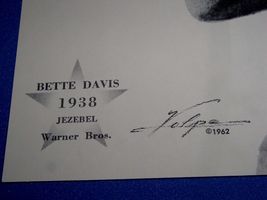 BETTE DAVIS
1938
JEZEBEL
Warner Bros.
Volpe
©1962